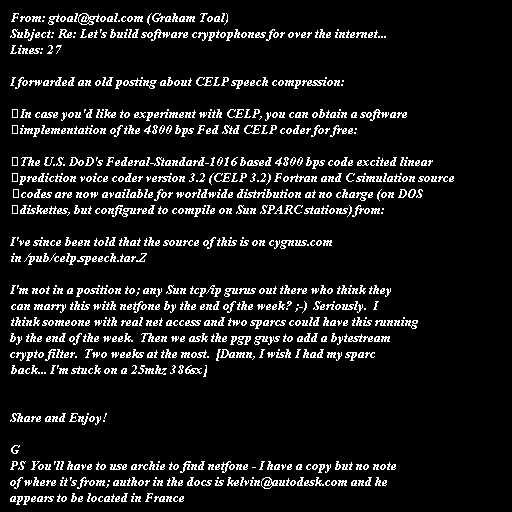 From: gtoal@gtoal.com (Graham Toal)
Subject: Re: Let's build software cryptophones for over the internet...
Lines: 27

I forwarded an old posting about CELP speech compression:

In case you'd like to experiment with CELP, you can obtain a software
implementation of the 4800 bps Fed Std CELP coder for free:

The U.S. DoD's Federal-Standard-1016 based 4800 bps code excited linear
prediction voice coder version 3.2 (CELP 3.2) Fortran and C simulation source
codes are now available for worldwide distribution at no charge (on DOS
diskettes, but configured to compile on Sun SPARC stations) from:

I've since been told that the source of this is on cygnus.com
in /pub/celp.speech.tar.Z

I'm not in a position to; any Sun tcp/ip gurus out there who think they
can marry this with netfone by the end of the week? ;-)  Seriously.  I
think someone with real net access and two sparcs could have this running
by the end of the week.  Then we ask the pgp guys to add a bytestream
crypto filter.  Two weeks at the most.  [Damn, I wish I had my sparc
back... I'm stuck on a 25mhz 386sx]

Share and Enjoy!

G
PS  You'll have to use archie to find netfone - I have a copy but no note
of where it's from; author in the docs is kelvin@autodesk.com and he
appears to be located in France